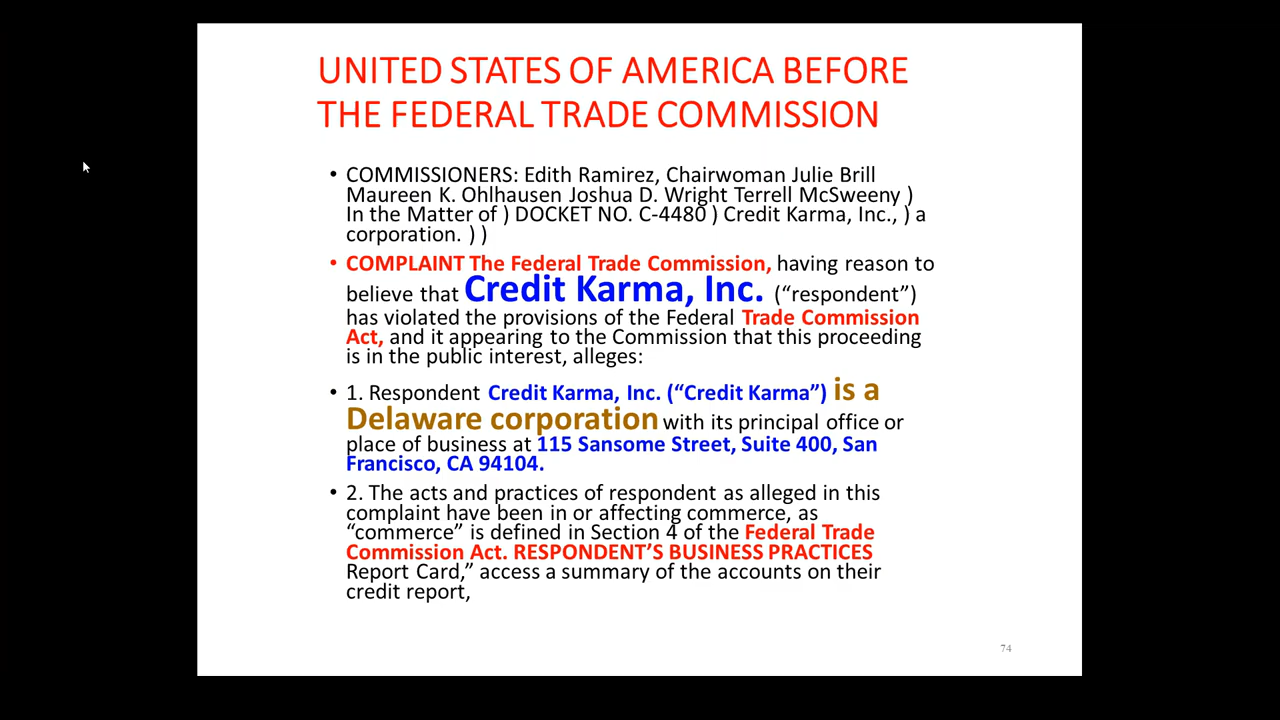 UNITED STATES OF AMERICA BEFORE
THE FEDERAL TRADE COMMISSION
• COMMISSIONERS: Edith Ramirez, Chairwoman Julie Brill
Maureen K. Ohlhausen Joshua D. Wright Terrell McSweeny )
In the Matter of ) DOCKET NO. C-4480 ) Credit Karma, Inc., ) a
corporation. ) )
• COMPLAINT The Federal Trade Commission, having reason to
believe that Credit Karma, Inc. (“respondent”)
has violated the provisions of the Federal Trade Commission
Act, and it appearing to the Commission that this proceeding
is in the public interest, alleges:
• 1. Respondent Credit Karma, Inc. (“Credit Karma”) is a
Delaware corporation with its principal office or
place of business at 115 Sansome Street, Suite 400, San
Francisco, CA 94104.
• 2. The acts and practices of respondent as alleged in this
complaint have been in or affecting commerce, as
“commerce” is defined in Section 4 of the Federal Trade
Commission Act. RESPONDENT’S BUSINESS PRACTICES
Report Card,” access a summary of the accounts on their
credit report,
74